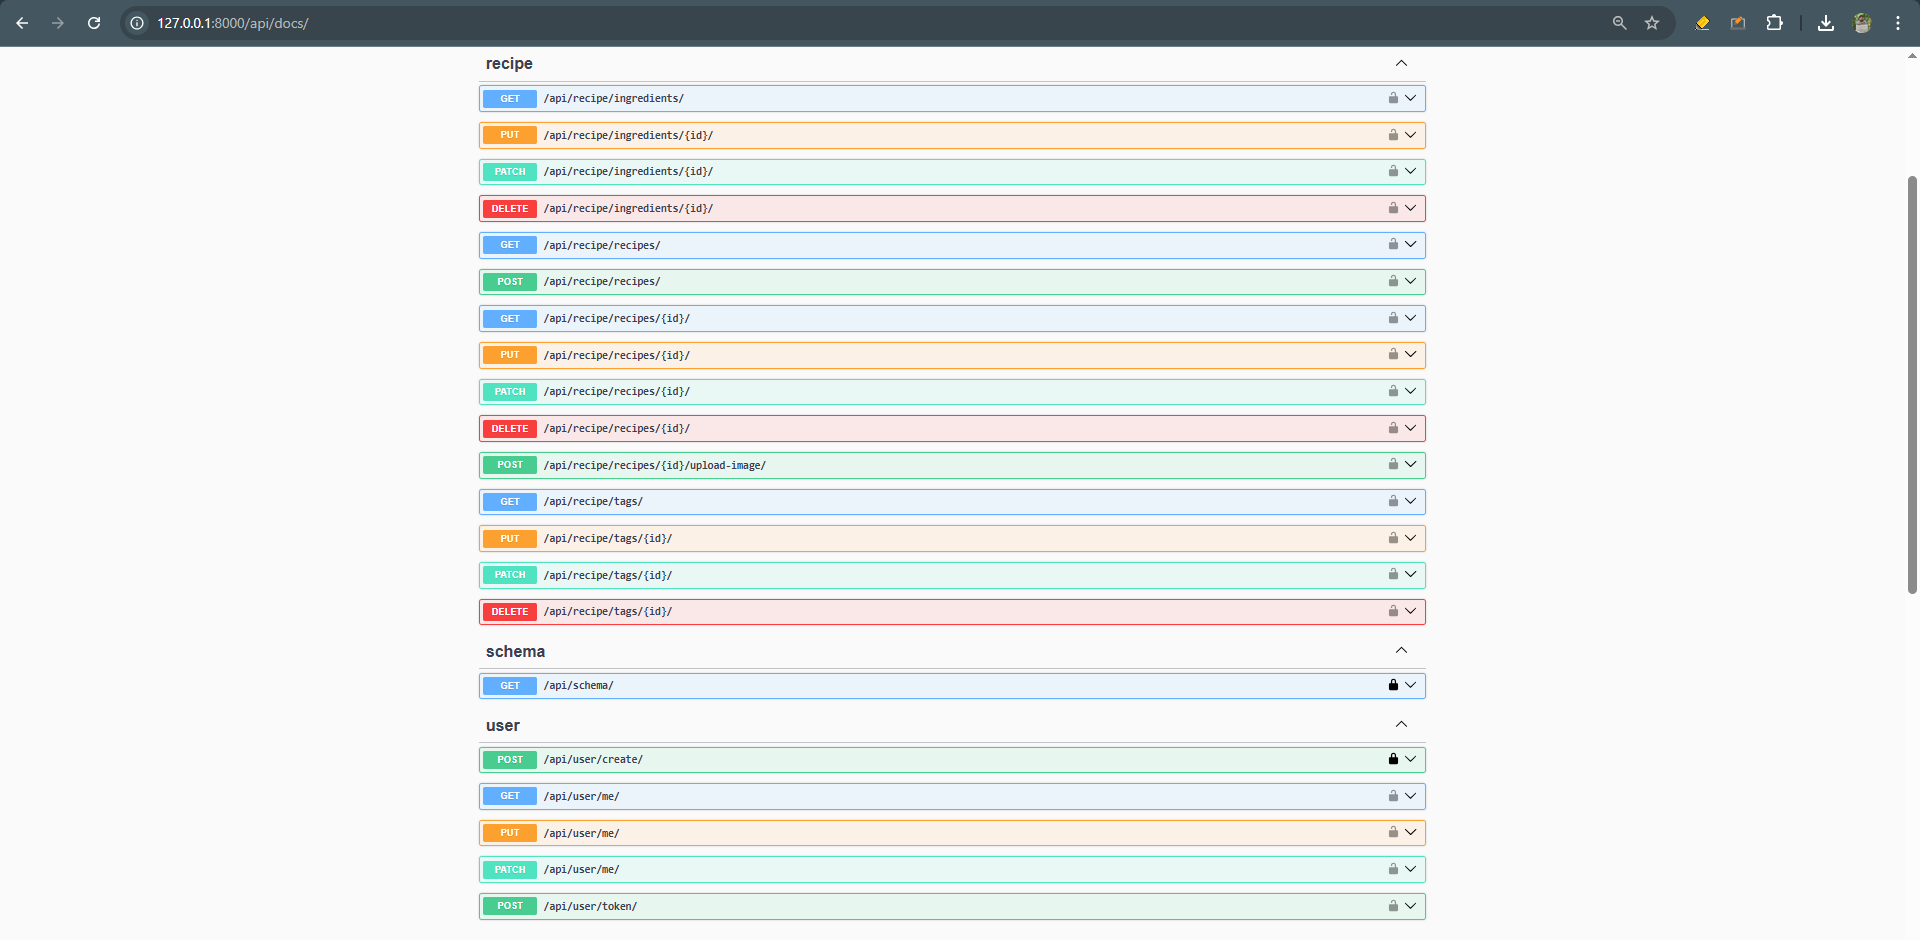 127.0.0.1:8000/api/docs/
recipe
GET /api/recipe/ingredients/
PUT /api/recipe/ingredients/{id}/
PATCH /api/recipe/ingredients/{id}/
DELETE /api/recipe/ingredients/{id}/
GET /api/recipe/recipes/
POST /api/recipe/recipes/
GET /api/recipe/recipes/{id}/
PUT /api/recipe/recipes/{id}/
PATCH /api/recipe/recipes/{id}/
DELETE /api/recipe/recipes/{id}/
POST /api/recipe/recipes/{id}/upload-image/
GET /api/recipe/tags/
PUT /api/recipe/tags/{id}/
PATCH /api/recipe/tags/{id}/
DELETE /api/recipe/tags/{id}/
schema
GET /api/schema/
user
POST /api/user/create/
GET /api/user/me/
PUT /api/user/me/
PATCH /api/user/me/
POST /api/user/token/